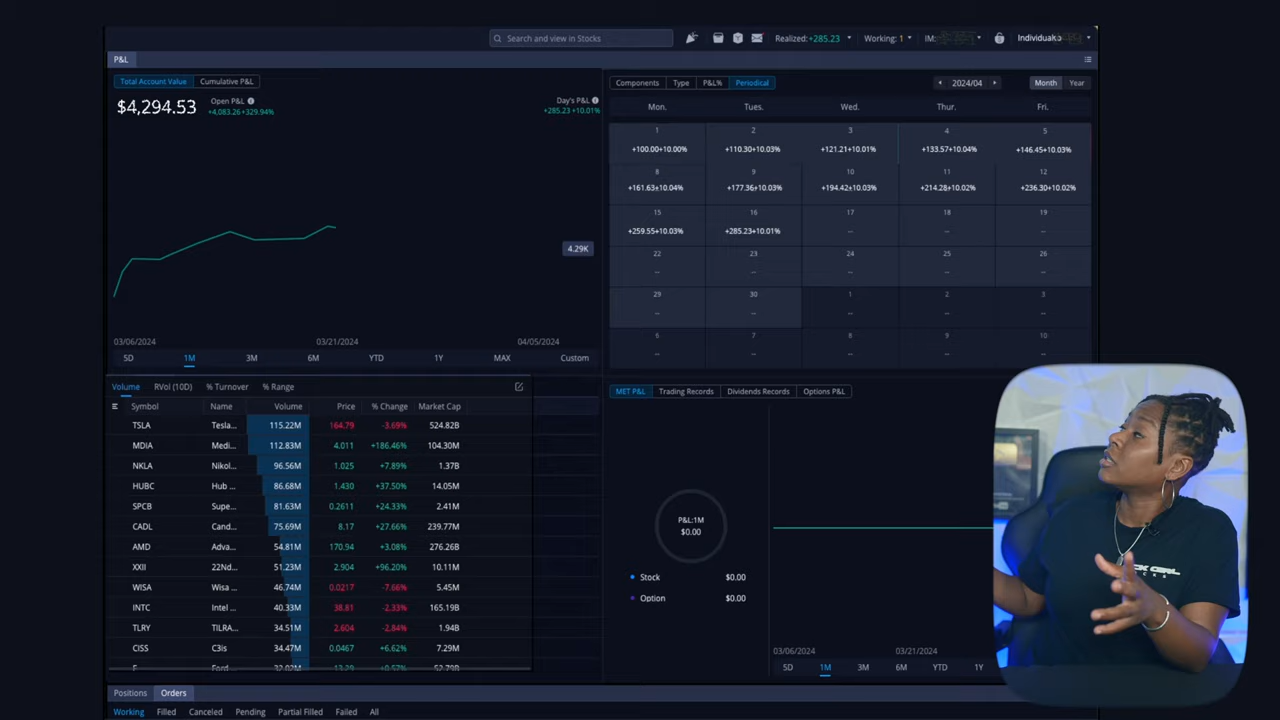 Search and view in Stocks
Realized:+285.23
Working: 1
IM:
P&L
Total Account Value
Cumulative P&L
$4,294.53
Open P&L
+4,083.26+329.94%
Day's P&L
+285.23+10.01%
4.29K
03/06/2024 03/21/2024 04/05/2024
5D 1M 3M 6M YTD 1Y MAX Custom
Components Type P&L% Periodical
2024/04
Month Year
Mon. Tues. Wed. Thur. Fri.
1 2 3 4 5
+100.00+10.00% +110.30+10.03% +121.21+10.01% +133.57+10.04% +146.45+10.03%
8 9 10 11 12
+161.63+10.04% +177.36+10.03% +194.42+10.03% +214.28+10.02% +236.30+10.02%
15 16 17 18 19
+259.55+10.03% +285.23+10.01% -- -- --
22 23 24 25 26
-- -- -- -- --
29 30 1 2 3
-- -- -- -- --
6 7 8 9 10
-- -- -- -- --
Volume RVol (10D) % Turnover % Range
Symbol Name Volume Price % Change Market Cap
TSLA Tesla... 115.22M 164.79 -3.69% 524.82B
MDIA Medi... 112.83M 4.011 +186.46% 104.30M
NKLA Nikol... 96.56M 1.025 +7.89% 1.37B
HUBC Hub ... 86.68M 1.430 +37.50% 14.05M
SPCB Supe... 81.63M 0.2611 +24.33% 2.41M
CADL Cand... 75.69M 8.17 +27.66% 239.77M
AMD Adva... 54.81M 170.94 +3.08% 276.26B
XXII 22Nd... 51.23M 2.904 +96.20% 10.11M
WISA Wisa ... 46.74M 0.0217 -7.66% 5.45M
INTC Intel ... 40.33M 38.81 -2.33% 165.19B
TLRY TILRA... 34.51M 2.604 -2.84% 1.94B
CISS C3is 34.47M 0.0467 +6.62% 7.29M
F Ford ... 32.02M 13.29 +0.57% 52.79B
MET P&L Trading Records Dividends Records Options P&L
P&L:1M
$0.00
Stock $0.00
Option $0.00
03/06/2024 03/21/2024
5D 1M 3M 6M YTD 1Y
Positions Orders
Working Filled Canceled Pending Partial Filled Failed All